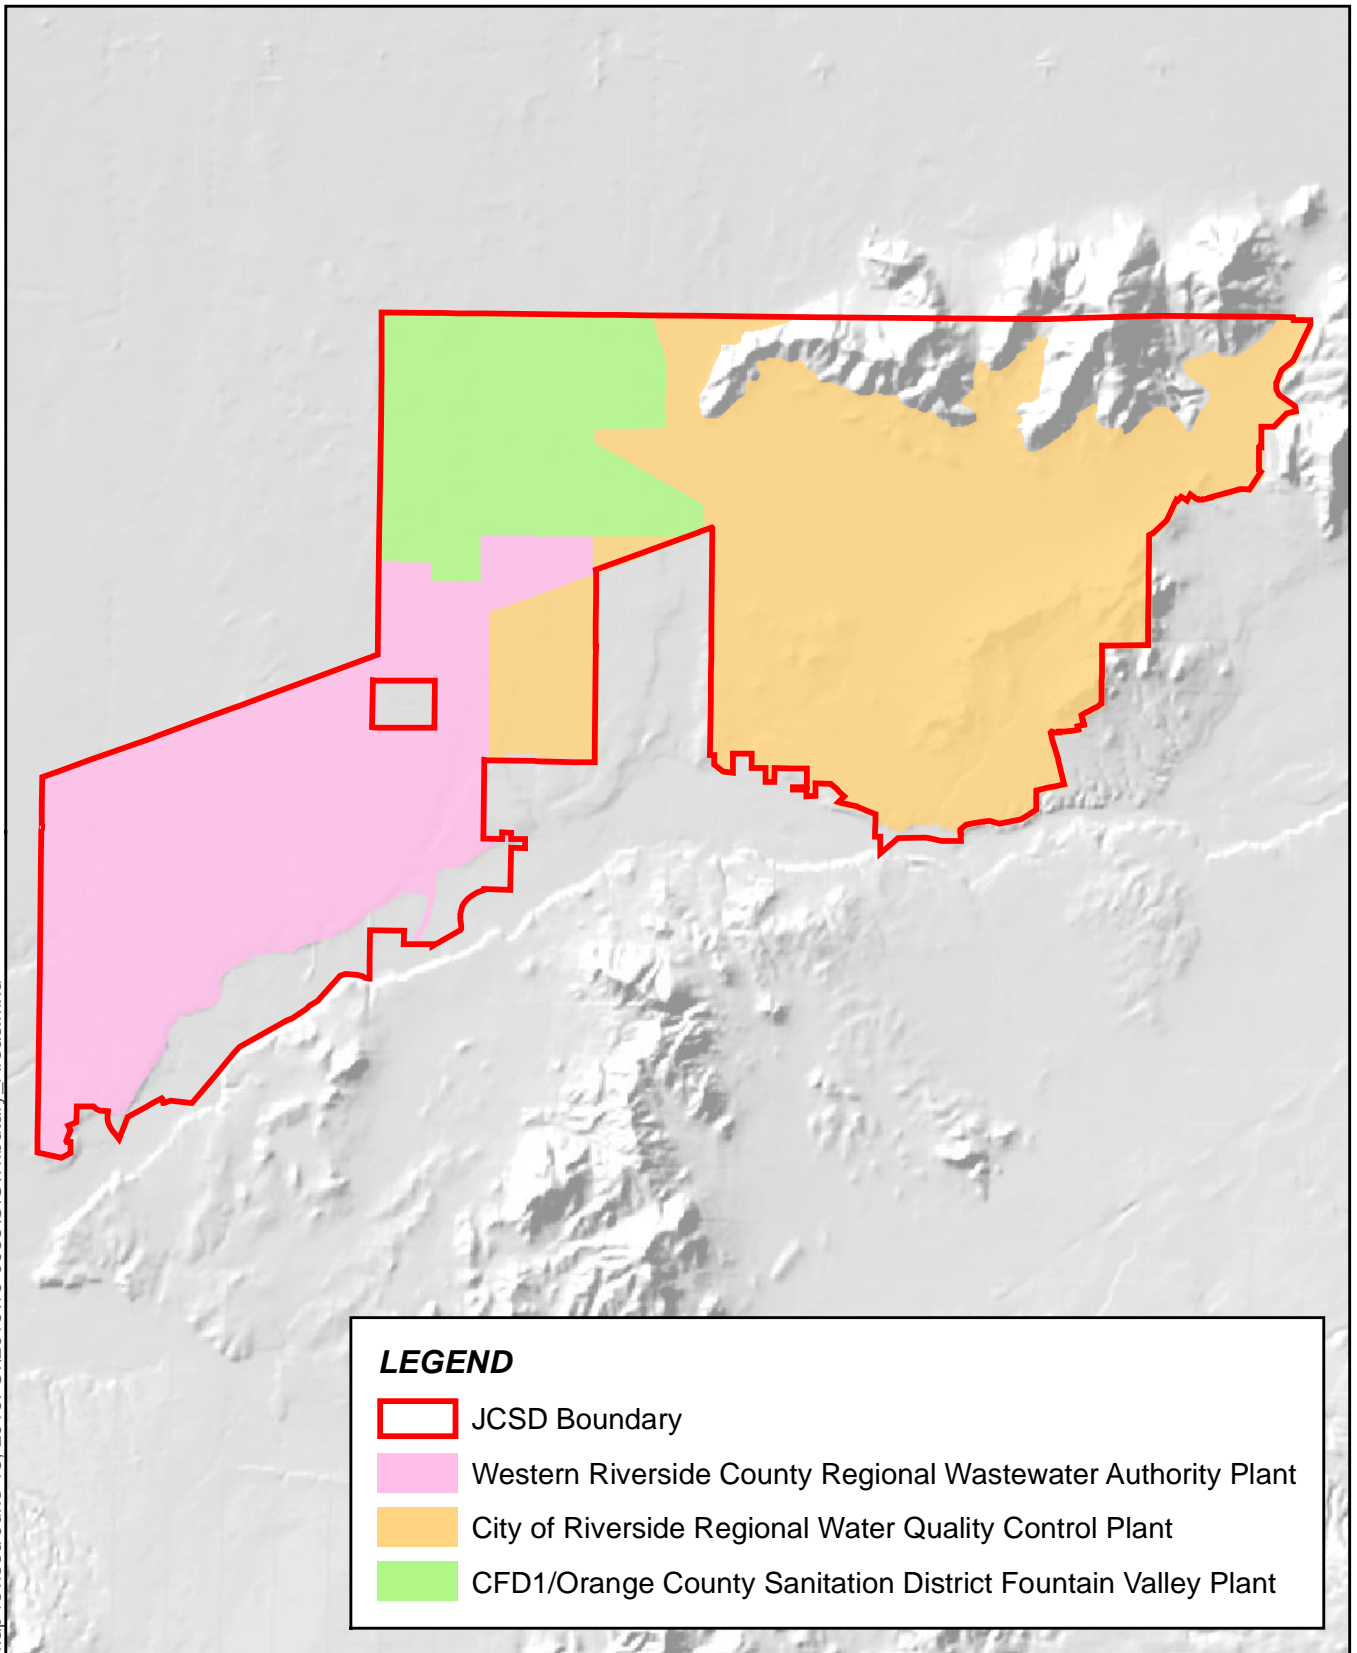 LEGEND
JCSD Boundary
Western Riverside County Regional Wastewater Authority Plant
City of Riverside Regional Water Quality Control Plant
CFD1/Orange County Sanitation District Fountain Valley Plant